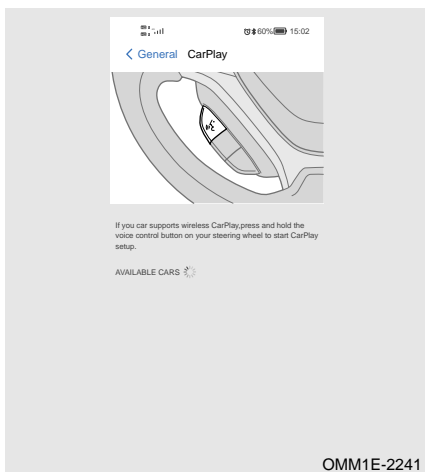 60% 15:02
General CarPlay
If you car supports wireless CarPlay,press and hold the
voice control button on your steering wheel to start CarPlay
setup.
AVAILABLE CARS
OMM1E-2241